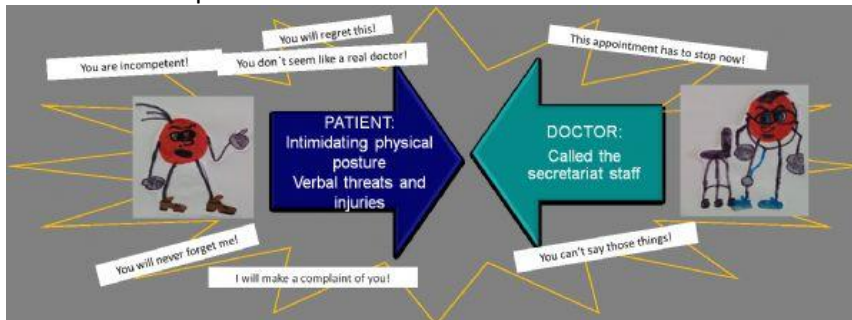 You will regret this!
You are incompetent!
You don´t seem like a real doctor!
This appointment has to stop now!
PATIENT:
Intimidating physical
posture
Verbal threats and
injuries
DOCTOR:
Called the
secretariat staff
You will never forget me!
I will make a complaint of you!
You can't say those things!